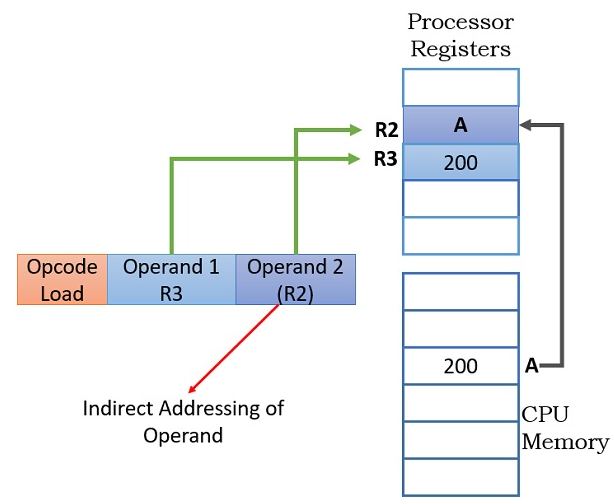 Processor
Registers
R2
A
R3
200
Opcode
Load
Operand 1
R3
Operand 2
(R2)
200
A
Indirect Addressing of
Operand
CPU
Memory